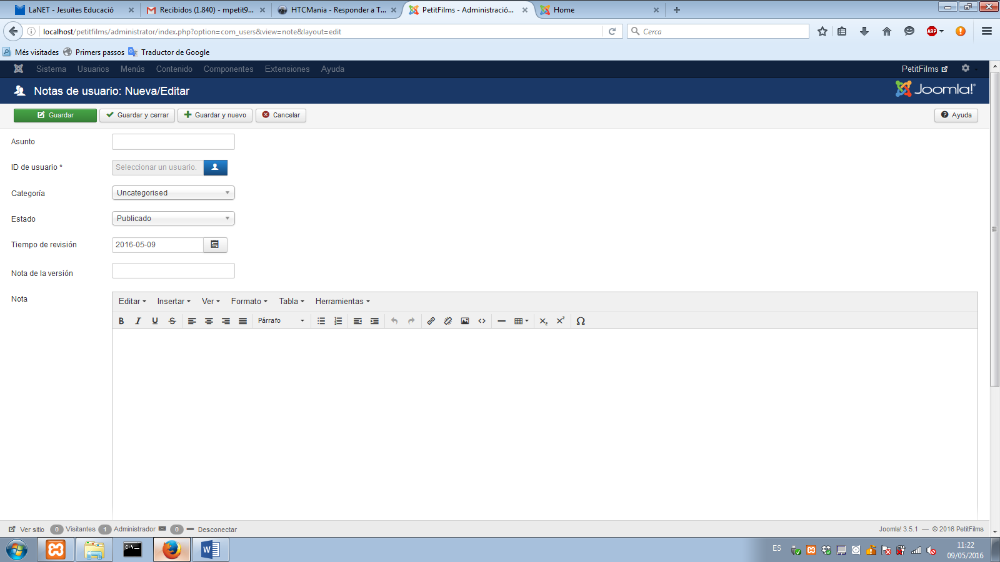 LaNET - Jesuïtes Educació
Recibidos (1.840) - mpetit9...
HTCMania - Responder a T...
PetitFilms - Administració...
Home
localhost/petitfilms/administrator/index.php?option=com_users&view=note&layout=edit
Cerca
ABP
Més visitades
Primers passos
Traductor de Google
Sistema Usuarios Menús Contenido Componentes Extensiones Ayuda
PetitFilms
Notas de usuario: Nueva/Editar
Joomla!
Guardar
Guardar y cerrar
Guardar y nuevo
Cancelar
Ayuda
Asunto
ID de usuario *
Seleccionar un usuario.
Categoría
Uncategorised
Estado
Publicado
Tiempo de revisión
2016-05-09
Nota de la versión
Nota
Editar Insertar Ver Formato Tabla Herramientas
Párrafo
Ver sitio 0 Visitantes 1 Administrador 0 Desconectar
Joomla! 3.5.1 — © 2016 PetitFilms
ES
11:22
09/05/2016